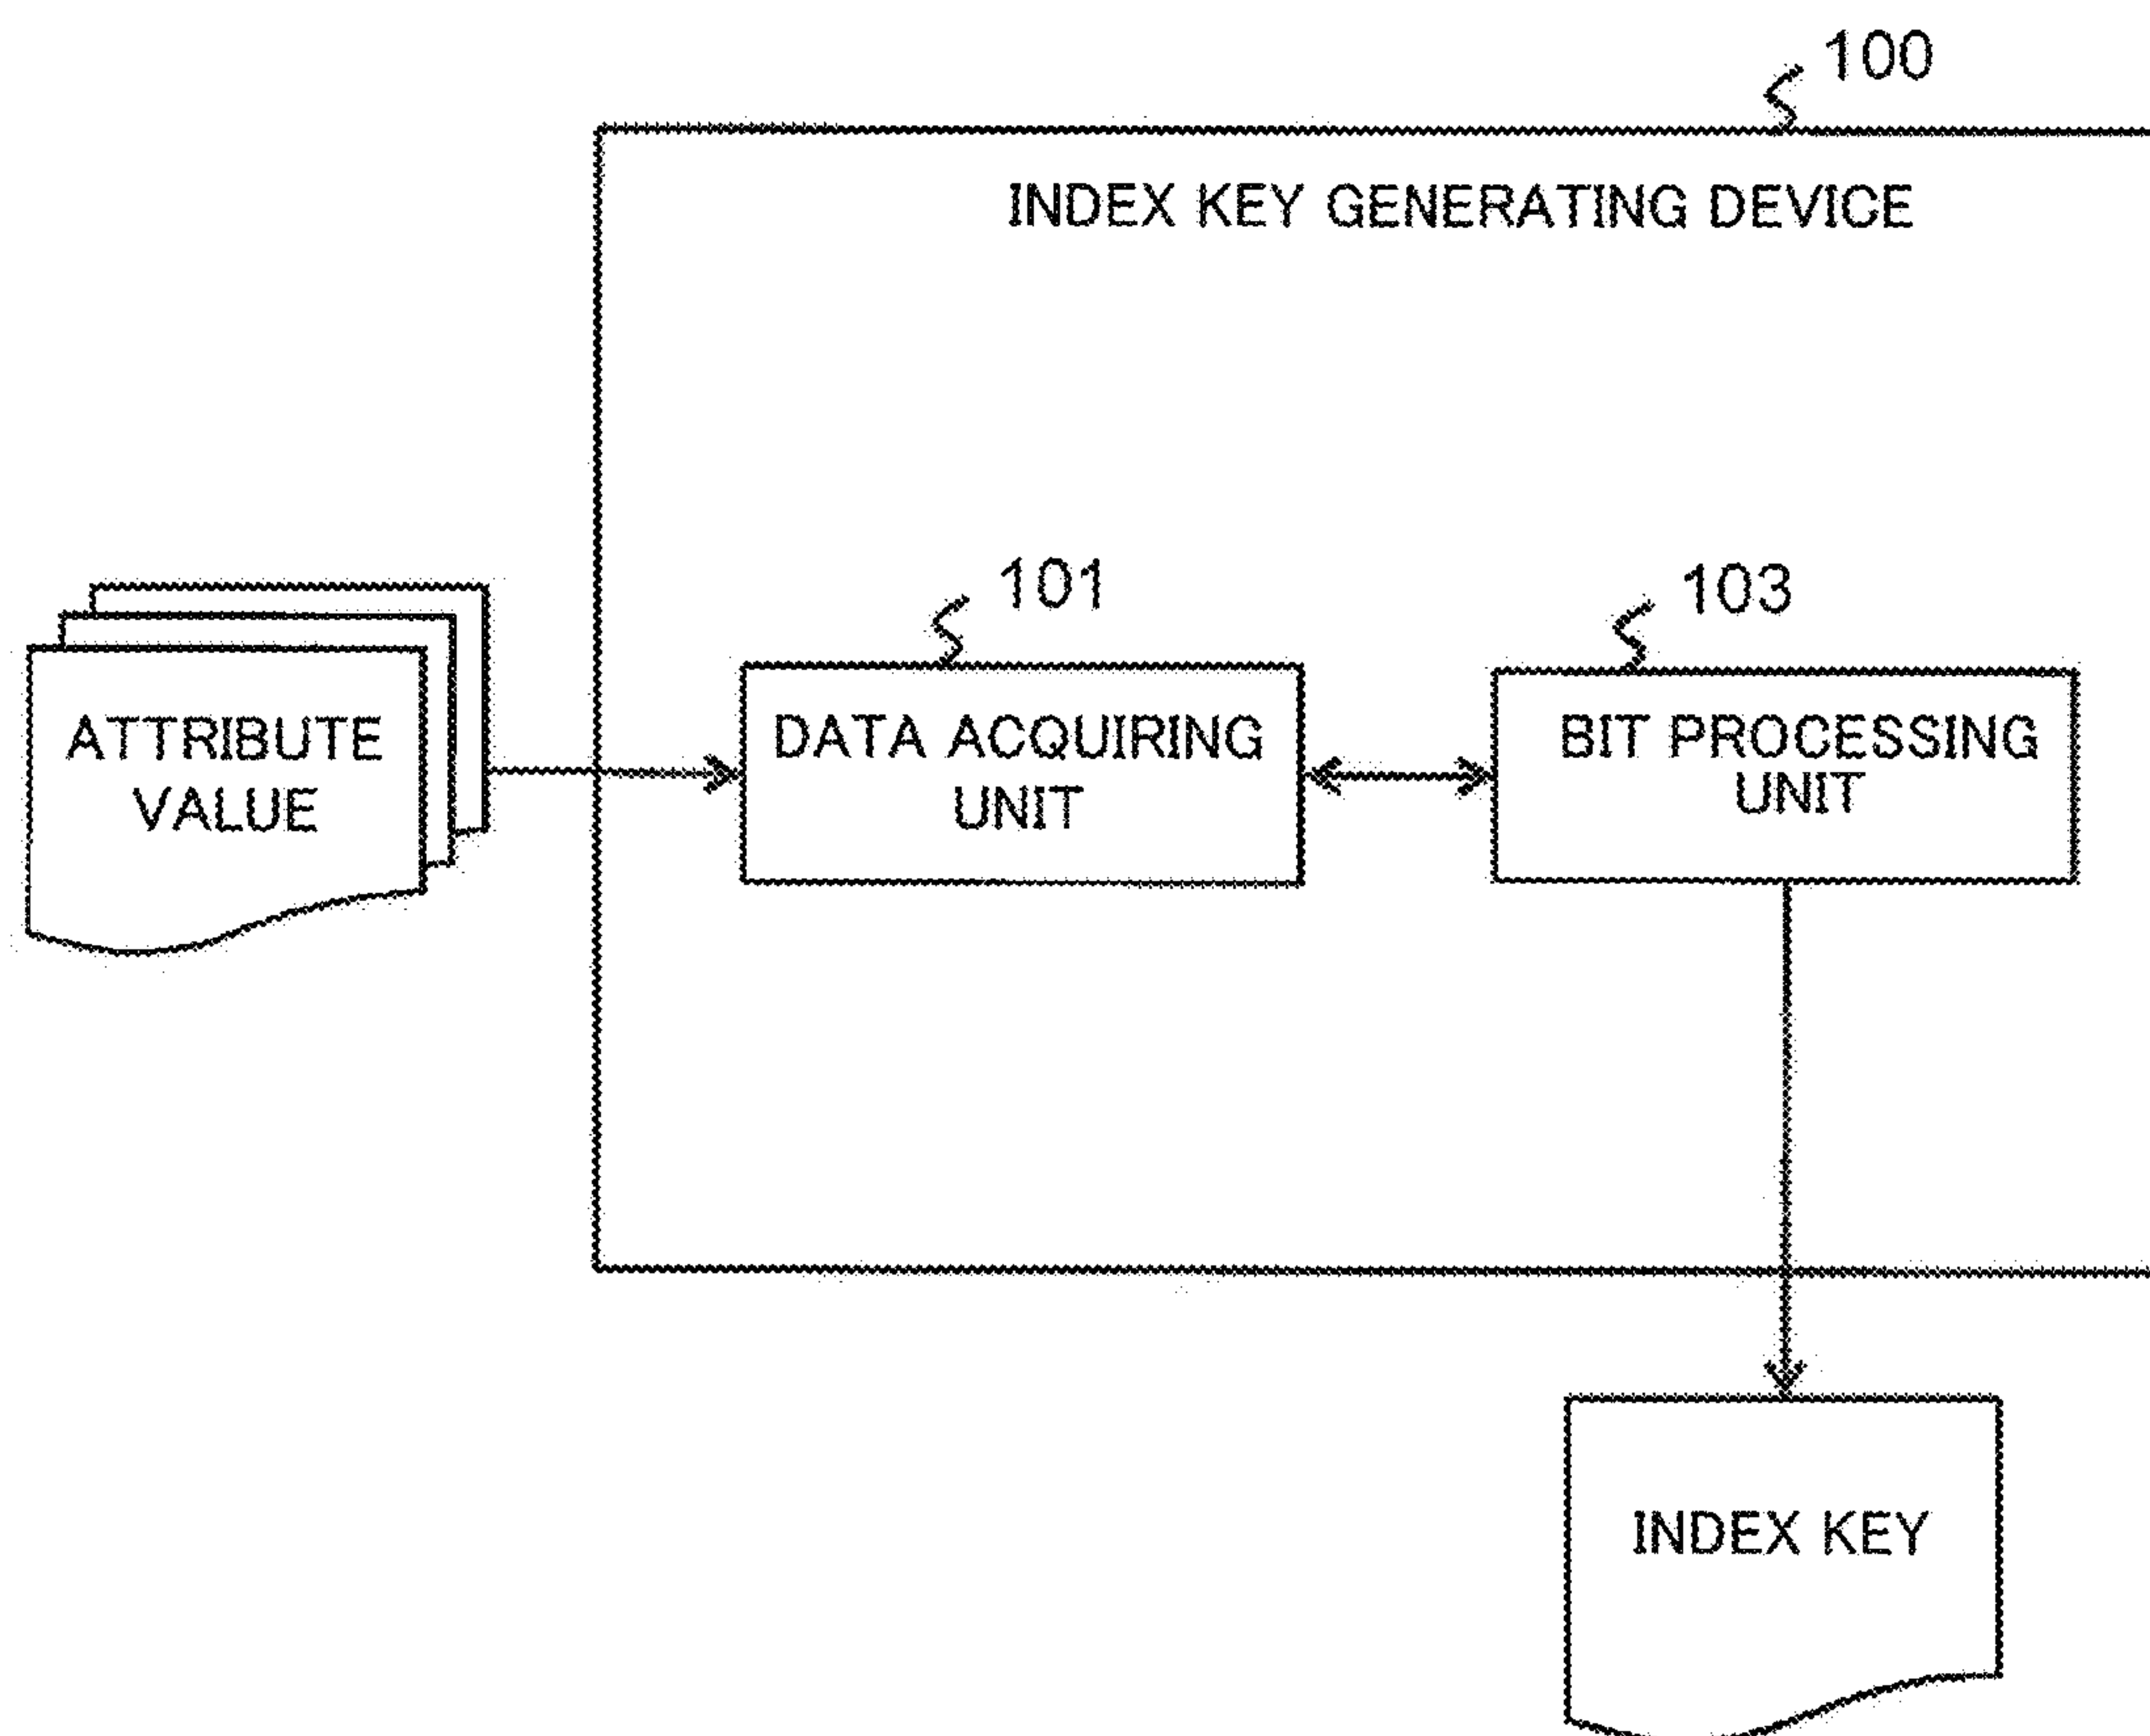 100
INDEX KEY GENERATING DEVICE
101
103
ATTRIBUTE
VALUE
DATA ACQUIRING
UNIT
BIT PROCESSING
UNIT
INDEX KEY